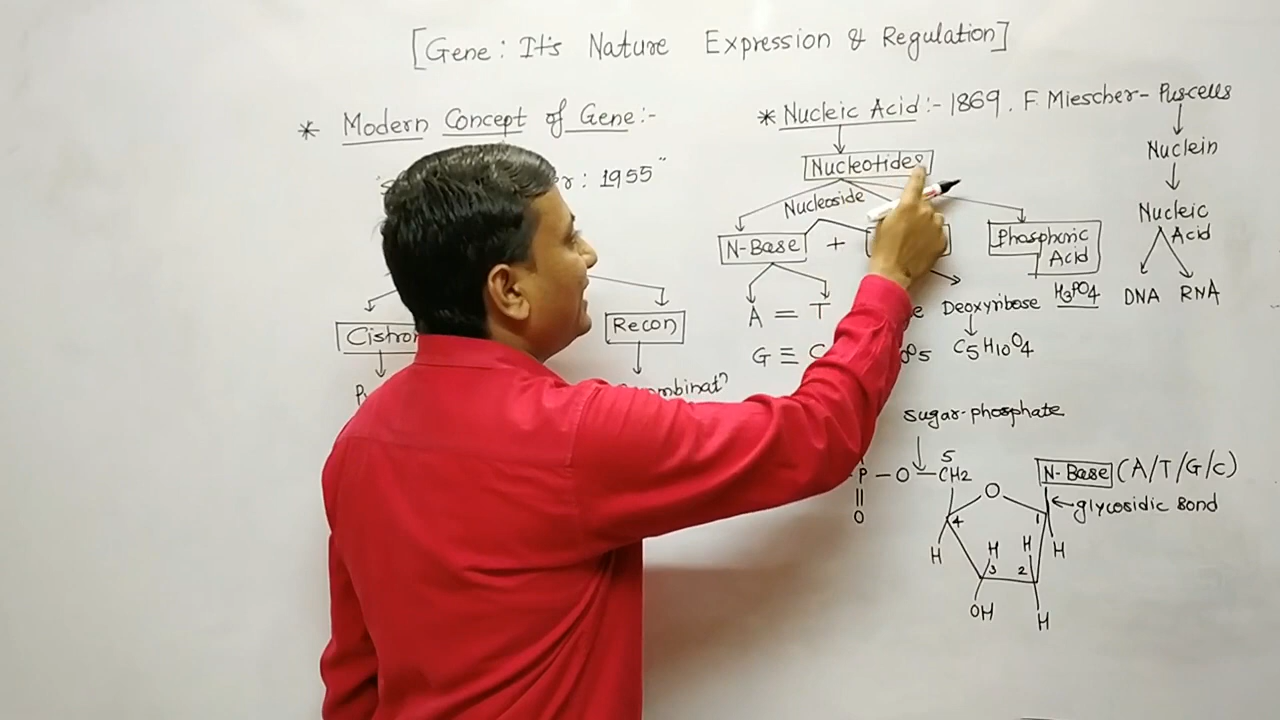 [Gene: It's Nature Expression & Regulation]
* Modern Concept of Gene:-
: 1955"
Cistron
Recon
* Nucleic Acid:- 1869. F. Miescher- Puscells
Nucleotides
Nucleoside
N-Base +
Phosphoric
Acid
H3PO4
A = T
G ≡ C
Deoxyribose
C5H10O4
Nuclein
Nucleic
Acid
DNA RNA
sugar-phosphate
P - O - CH2
5
O
O
N-Base (A/T/G/C)
glycosidic Bond
4
1
H
H
3
H
2
H
OH
H